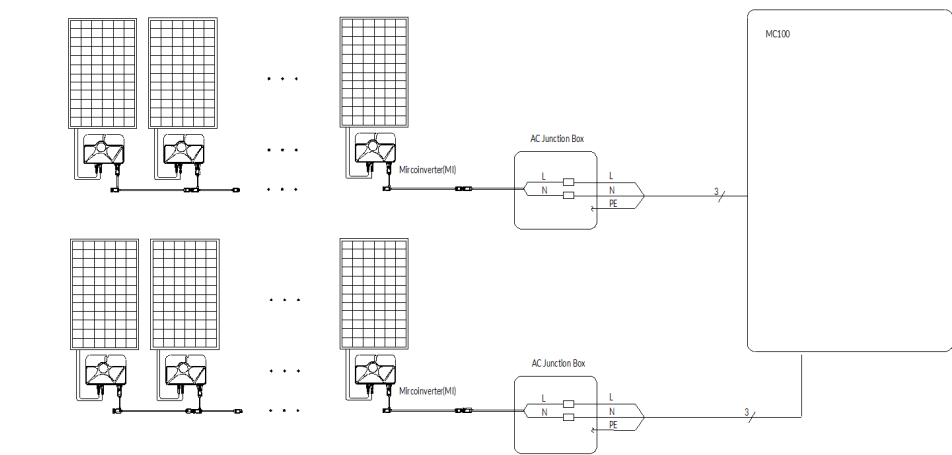 MC100
AC Junction Box
Mircoinverter(MI)
L
L
N
N
PE
3
AC Junction Box
Mircoinverter(MI)
L
L
N
N
PE
3